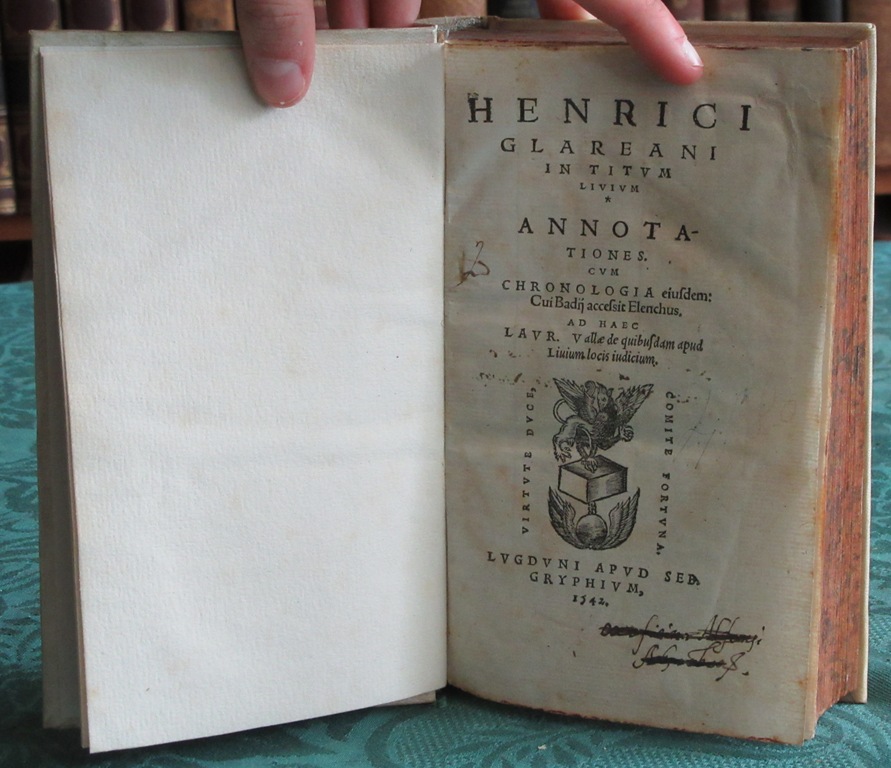 HENRICI
GLAREANI
IN TITVM
LIVIVM
*
ANNOTA-
TIONES.
CVM
CHRONOLOGIA eiuſdem:
Cui Badij acceſsit Elenchus.
AD HAEC
LAVR. Vallæ de quibuſdam apud
Liuium locis iudicium.
VIRTVTE DVCE,
COMITE FORTVNA.
LVGDVNI APVD SEB.
GRYPHIVM,
1542.